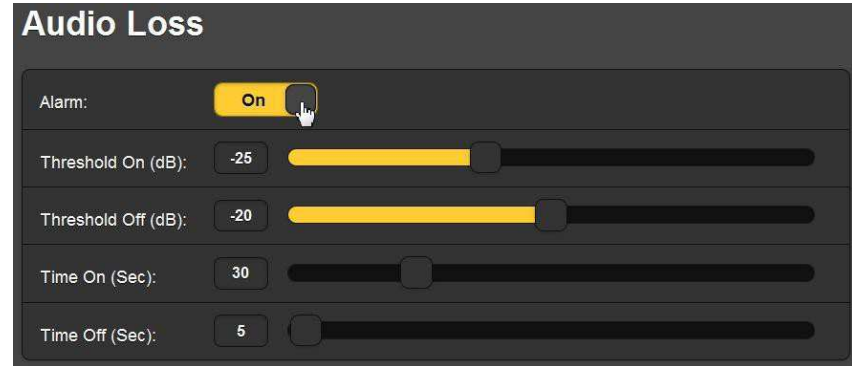 Audio Loss
Alarm: On
Threshold On (dB): -25
Threshold Off (dB): -20
Time On (Sec): 30
Time Off (Sec): 5